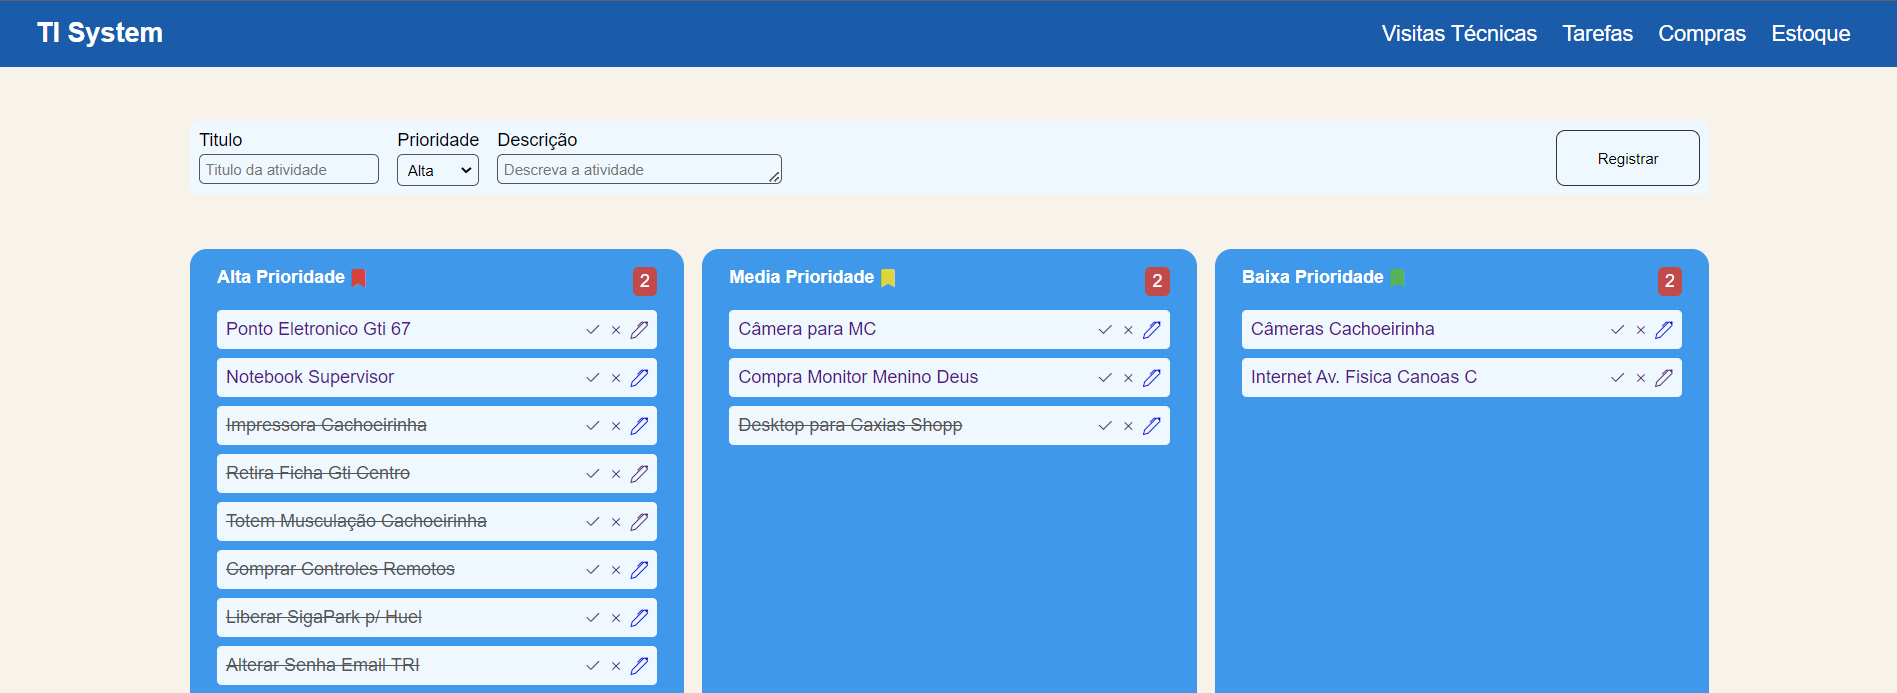 TI System
Visitas Técnicas Tarefas Compras Estoque
Titulo Prioridade Descrição
Titulo da atividade Alta Descreva a atividade Registrar
Alta Prioridade 2
Ponto Eletronico Gti 67
Notebook Supervisor
Impressora Cachoeirinha
Retira Ficha Gti Centro
Totem Musculação Cachoeirinha
Comprar Controles Remotos
Liberar SigaPark p/ Huel
Alterar Senha Email TRI
Media Prioridade 2
Câmera para MC
Compra Monitor Menino Deus
Desktop para Caxias Shopp
Baixa Prioridade 2
Câmeras Cachoeirinha
Internet Av. Fisica Canoas C